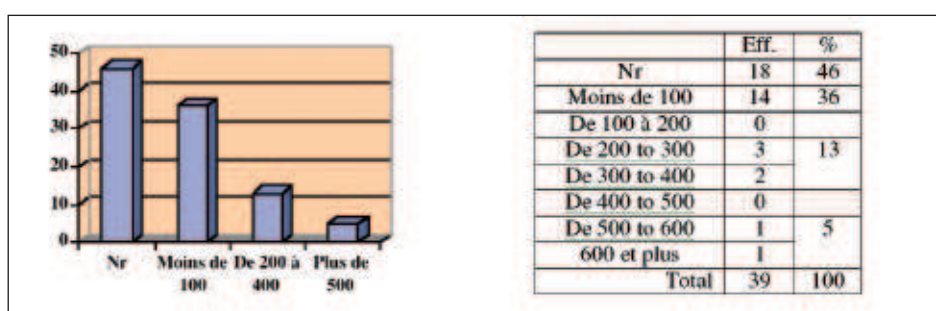 50
40
30
20
10
0
Nr Moins de 100 De 200 à 400 Plus de 500
Eff. %
Nr 18 46
Moins de 100 14 36
De 100 à 200 0
De 200 to 300 3 13
De 300 to 400 2
De 400 to 500 0
De 500 to 600 1 5
600 et plus 1
Total 39 100